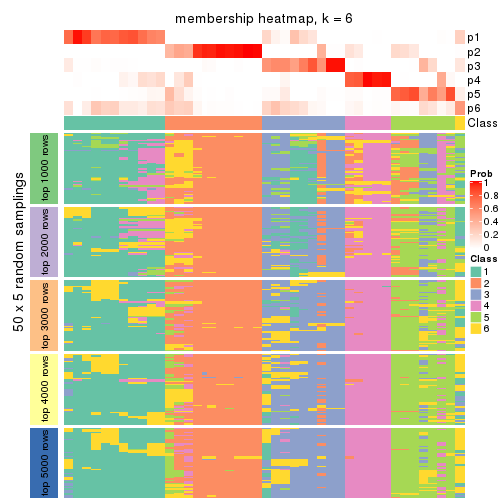 membership heatmap, k = 6
p1
p2
p3
p4
p5
p6
Class
50 x 5 random samplings
top 1000 rows
top 2000 rows
top 3000 rows
top 4000 rows
top 5000 rows
Prob
1
0.8
0.6
0.4
0.2
0
Class
1
2
3
4
5
6